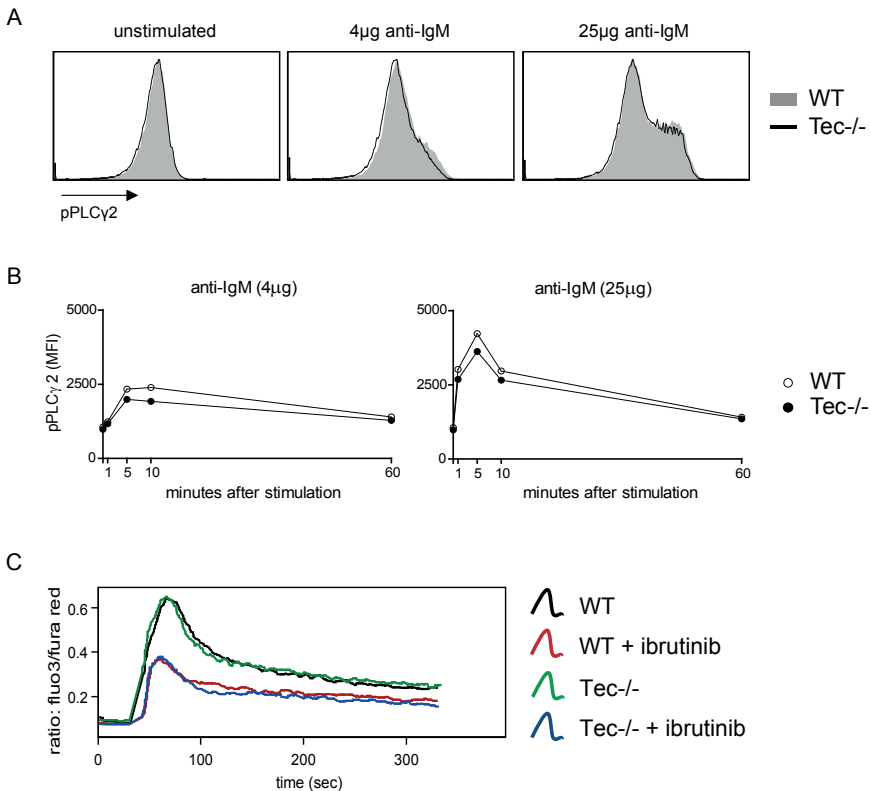 A
unstimulated
4µg anti-IgM
25µg anti-IgM
WT
Tec-/-
pPLCγ2
B
anti-IgM (4µg)
anti-IgM (25µg)
pPLCγ 2 (MFI)
5000
2500
0
1 5 10 60
minutes after stimulation
5000
2500
0
1 5 10 60
minutes after stimulation
WT
Tec-/-
C
ratio: fluo3/fura red
0.6
0.4
0.2
0 100 200 300
time (sec)
WT
WT + ibrutinib
Tec-/-
Tec-/- + ibrutinib